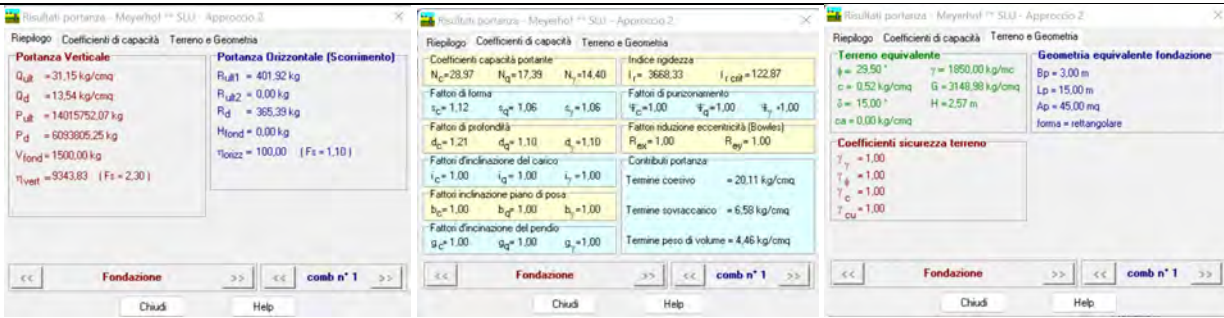 Risultati portanza - Meyerhof ** SLU - Approccio 2
Riepilogo Coefficienti di capacità Terreno e Geometria
Portanza Verticale
Qult =31,15 kg/cmq
Qd =13,54 kg/cmq
Pult = 14015752,07 kg
Pd = 6093805,25 kg
Vfond = 1500,00 kg
ηvert = 9343,83 (Fs = 2,30 )
Portanza Orizzontale (Scorrimento)
Rult1 = 401,92 kg
Rult2 = 0,00 kg
Rd = 365,39 kg
Hfond = 0,00 kg
ηorizz = 100,00 (Fs = 1,10 )
<< Fondazione >> << comb n° 1 >>
Chiudi Help
Risultati portanza - Meyerhof ** SLU - Approccio 2
Riepilogo Coefficienti di capacità Terreno e Geometria
Coefficienti capacità portante
Nc=28,97 Nq=17,39 Nγ=14,40
Indice rigidezza
Ir= 3668,33 Ir crit=122,87
Fattori di forma
sc= 1,12 sq= 1,06 sγ=1,06
Fattori di punzonamento
Ψc=1,00 Ψq=1,00 Ψγ =1,00
Fattori di profondità
dc=1,21 dq= 1,10 dγ=1,10
Fattori riduzione eccentricità (Bowles)
Rex= 1,00 Rey= 1.00
Fattori d'inclinazione del carico
ic= 1,00 iq= 1,00 iγ=1,00
Fattori inclinazione piano di posa
bc= 1,00 bq= 1,00 bγ=1,00
Fattori d'incinazione del pendio
gc= 1,00 gq= 1,00 gγ=1,00
Contributi portanza
Termine coesivo = 20,11 kg/cmq
Termine sovraccarico = 6,58 kg/cmq
Termine peso di volume = 4,46 kg/cmq
<< Fondazione >> << comb n° 1 >>
Chiudi Help
Risultati portanza - Meyerhof ** SLU - Approccio 2
Riepilogo Coefficienti di capacità Terreno e Geometria
Terreno equivalente
ϕ = 29,50 ° γ = 1850,00 kg/mc
c = 0,52 kg/cmq G = 3148,98 kg/cmq
δ = 15,00 ° H = 2,57 m
ca = 0,00 kg/cmq
Geometria equivalente fondazione
Bp = 3,00 m
Lp = 15,00 m
Ap = 45,00 mq
forma = rettangolare
Coefficienti sicurezza terreno
γγ = 1,00
γϕ = 1,00
γc = 1,00
γcu = 1,00
<< Fondazione >> << comb n° 1 >>
Chiudi Help